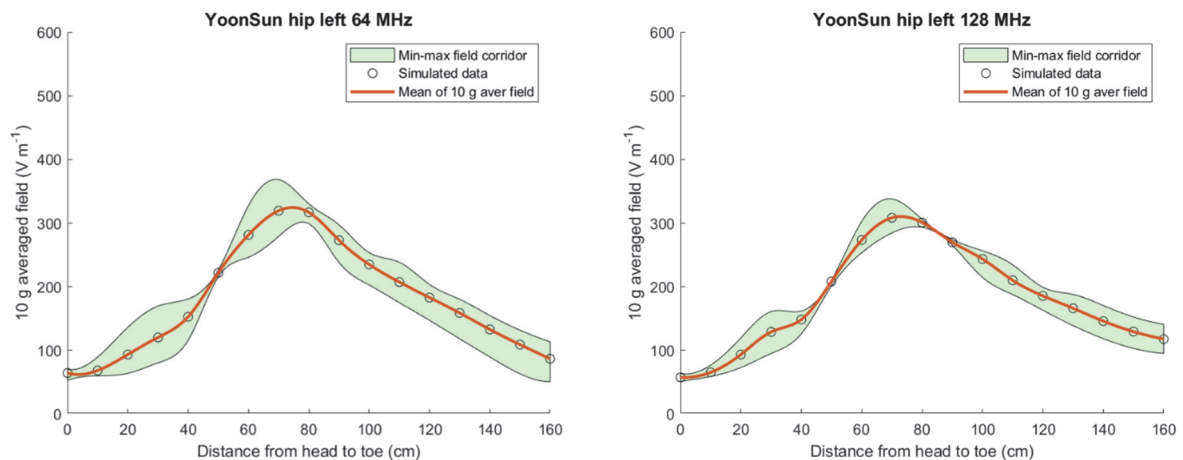 YoonSun hip left 64 MHz
600
500
400
300
200
100
0
10 g averaged field (V m⁻¹)
Min-max field corridor
Simulated data
Mean of 10 g aver field
0 20 40 60 80 100 120 140 160
Distance from head to toe (cm)
YoonSun hip left 128 MHz
600
500
400
300
200
100
0
10 g averaged field (V m⁻¹)
Min-max field corridor
Simulated data
Mean of 10 g aver field
0 20 40 60 80 100 120 140 160
Distance from head to toe (cm)